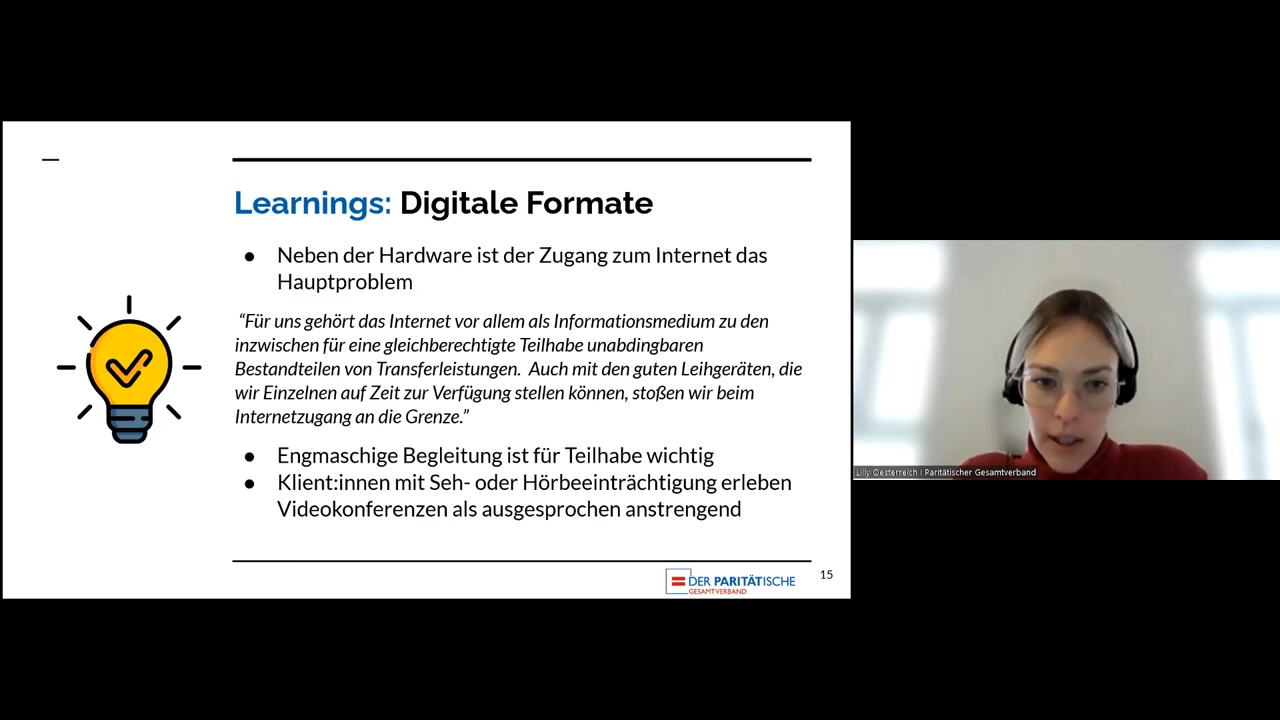 Learnings: Digitale Formate
● Neben der Hardware ist der Zugang zum Internet das
Hauptproblem
“Für uns gehört das Internet vor allem als Informationsmedium zu den
inzwischen für eine gleichberechtigte Teilhabe unabdingbaren
Bestandteilen von Transferleistungen. Auch mit den guten Leihgeräten, die
wir Einzelnen auf Zeit zur Verfügung stellen können, stoßen wir beim
Internetzugang an die Grenze.”
● Engmaschige Begleitung ist für Teilhabe wichtig
● Klient:innen mit Seh- oder Hörbeeinträchtigung erleben
Videokonferenzen als ausgesprochen anstrengend
DER PARITÄTISCHE
GESAMTVERBAND
15
Lilly Oesterreich | Paritätischer Gesamtverband